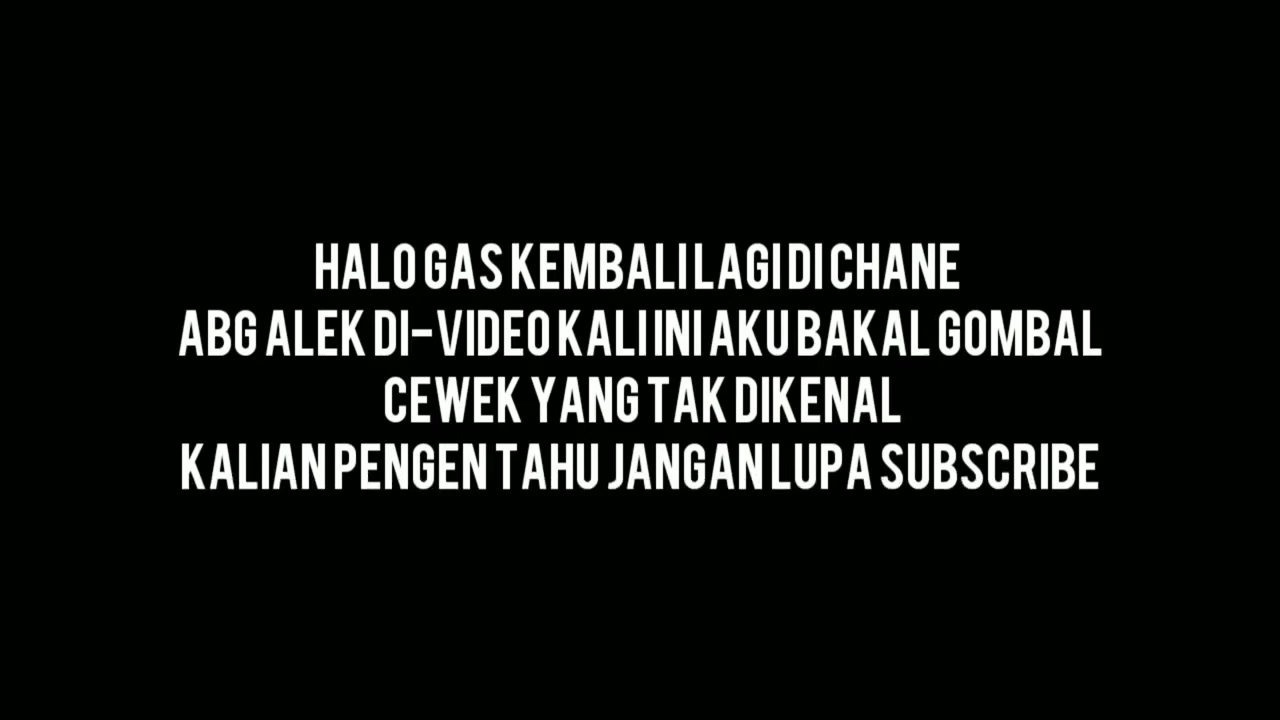 HALO GAS KEMBALI LAGI DI CHANE
ABG ALEK DI-VIDEO KALI INI AKU BAKAL GOMBAL
CEWEK YANG TAK DIKENAL
KALIAN PENGEN TAHU JANGAN LUPA SUBSCRIBE